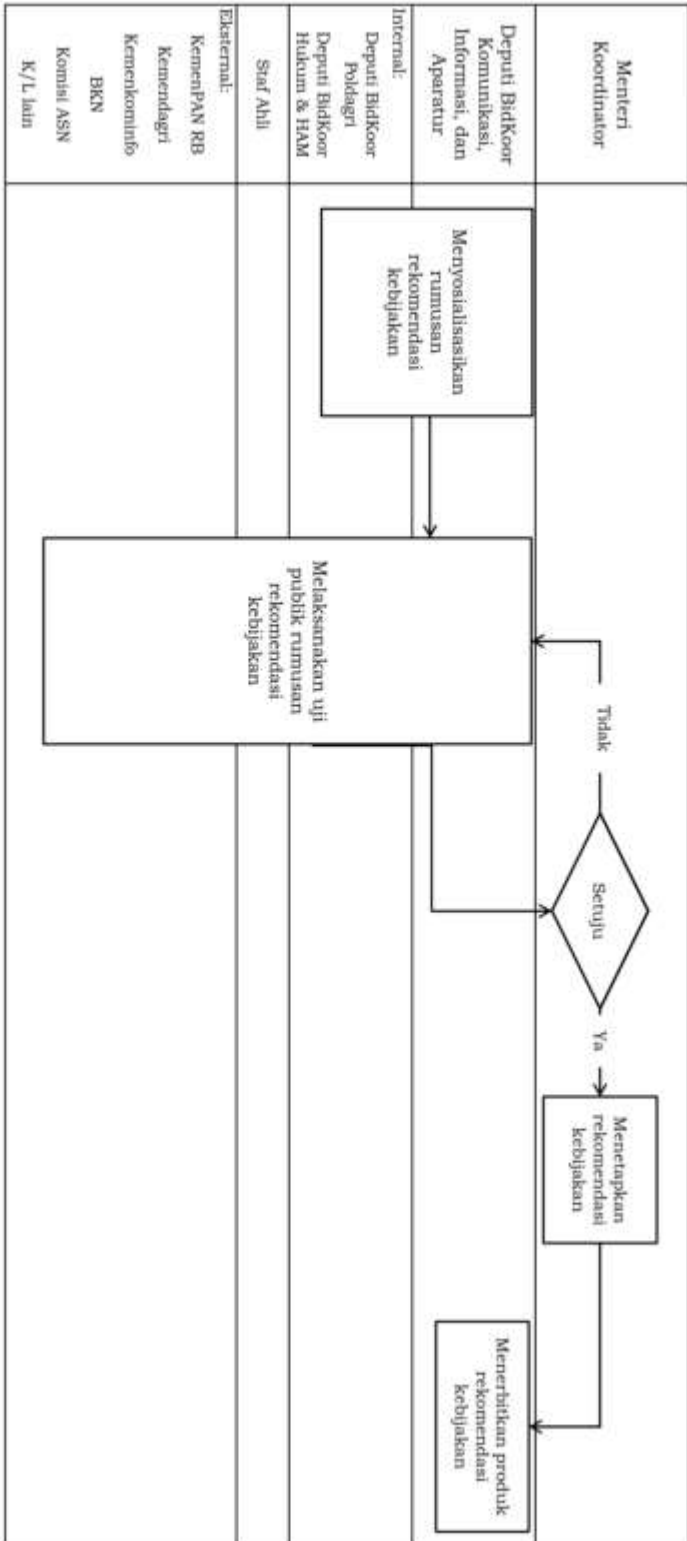 Menteri
Koordinator
Deputi BidKoor
Komunikasi,
Informasi, dan
Aparatur
Internal:
Deputi BidKoor
Poldagri
Deputi BidKoor
Hukum & HAM
Staf Ahli
Eksternal:
KemenPAN RB
Kemendagri
Kemenkominfo
BKN
Komisi ASN
K/L lain
Menyosialisasikan
rumusan
rekomendasi
kebijakan
Melaksanakan uji
publik rumusan
rekomendasi
kebijakan
Tidak
Setuju
Ya
Menetapkan
rekomendasi
kebijakan
Menerbitkan produk
rekomendasi
kebijakan